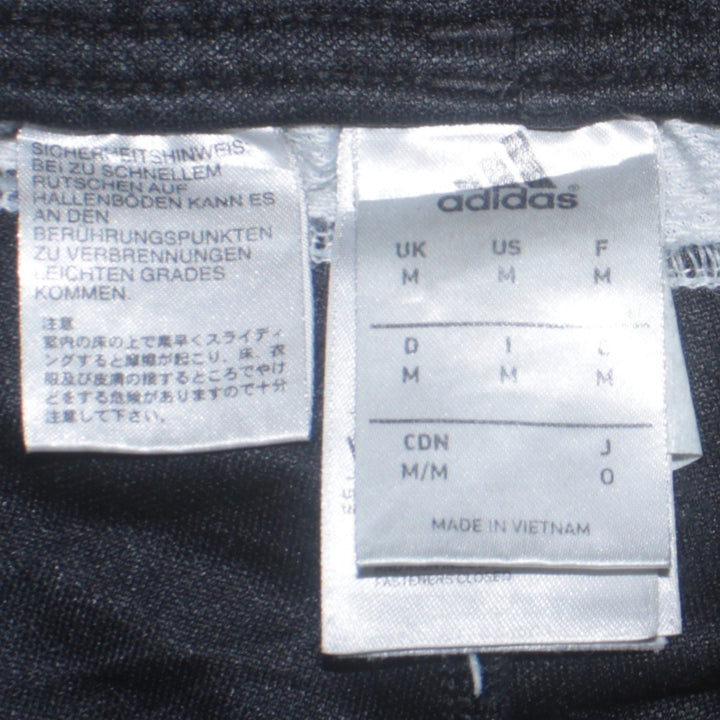 SICHERHEITSHINWEIS
BEI ZU SCHNELLEM
RUTSCHEN AUF
HALLENBÖDEN KANN ES
AN DEN
BERÜHRUNGSPUNKTEN
ZU VERBRENNUNGEN
LEICHTEN GRADES
KOMMEN.
注意
室内の床の上で素早くスライディ
ングすると摩擦が起こり、床、衣
服及び皮膚の接するところでやけ
どをする危険がありますので十分
注意して下さい。
adidas®
UK US F
M M M
D I
M M M
CDN J
M/M O
MADE IN VIETNAM
FASTENERS CLOSED